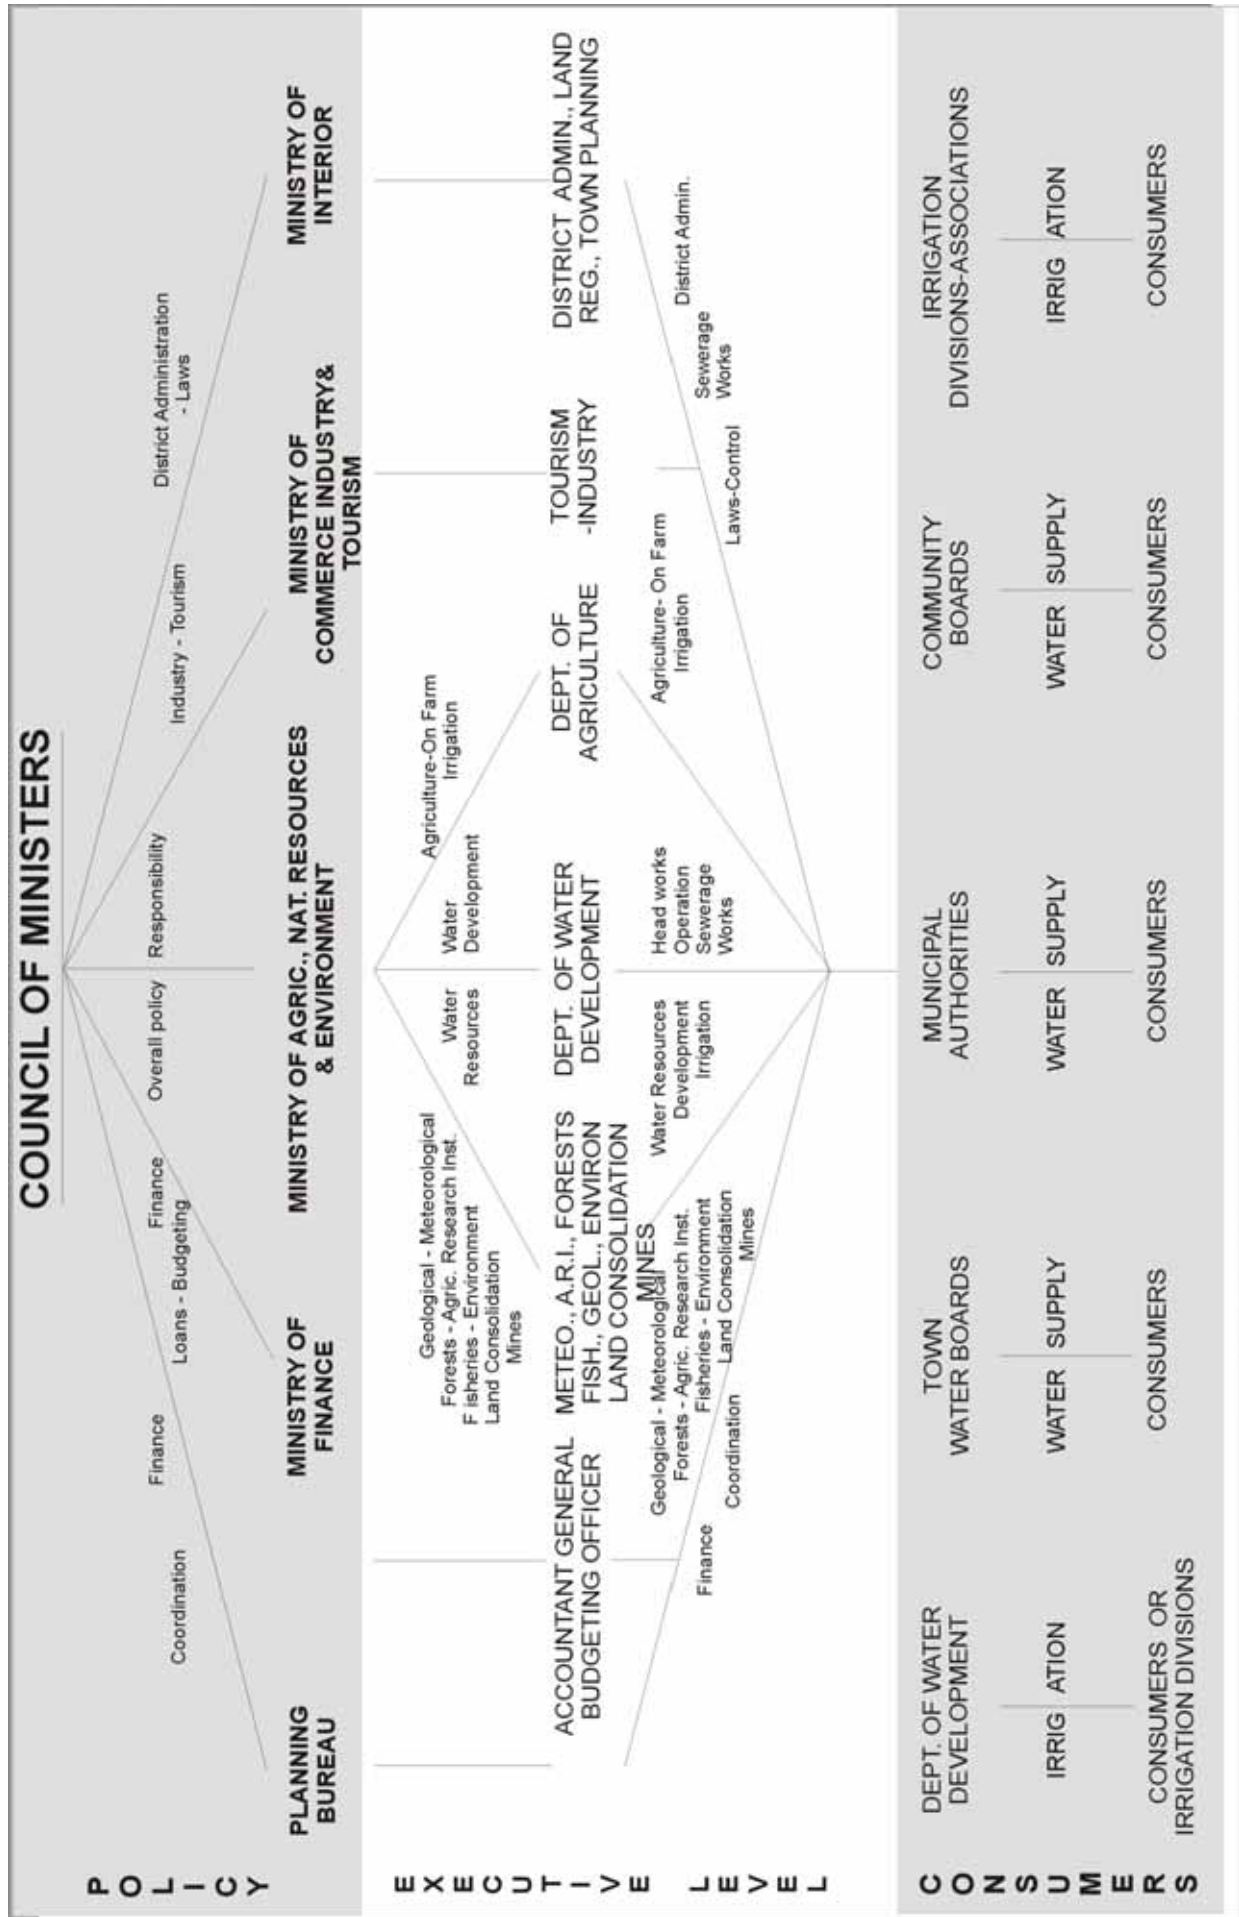 COUNCIL OF MINISTERS
POLICY
Coordination
Finance
Finance
Loans - Budgeting
Overall policy
Responsibility
Industry - Tourism
District Administration
- Laws
PLANNING
BUREAU
MINISTRY OF
FINANCE
MINISTRY OF AGRIC., NAT. RESOURCES
& ENVIRONMENT
MINISTRY OF
COMMERCE INDUSTRY&
TOURISM
MINISTRY OF
INTERIOR
EXECUTIVE LEVEL
Geological - Meteorological
Forests - Agric. Research Inst.
F isheries - Environment
Land Consolidation
Mines
Water
Resources
Water
Development
Agriculture-On Farm
Irrigation
ACCOUNTANT GENERAL
BUDGETING OFFICER
METEO., A.R.I., FORESTS
FISH., GEOL., ENVIRON
LAND CONSOLIDATION
MINES
DEPT. OF WATER
DEVELOPMENT
DEPT. OF
AGRICULTURE
TOURISM
-INDUSTRY
DISTRICT ADMIN., LAND
REG., TOWN PLANNING
Finance
Coordination
Geological - Meteorological
Forests - Agric. Research Inst.
Fisheries - Environment
Land Consolidation
Mines
Water Resources
Development
Irrigation
Head works
Operation
Sewerage
Works
Agriculture- On Farm
Irrigation
Laws-Control
Sewerage
Works
District Admin.
CONSUMERS
DEPT. OF WATER
DEVELOPMENT
IRRIG ATION
CONSUMERS OR
IRRIGATION DIVISIONS
TOWN
WATER BOARDS
WATER SUPPLY
CONSUMERS
MUNICIPAL
AUTHORITIES
WATER SUPPLY
CONSUMERS
COMMUNITY
BOARDS
WATER SUPPLY
CONSUMERS
IRRIGATION
DIVISIONS-ASSOCIATIONS
IRRIG ATION
CONSUMERS